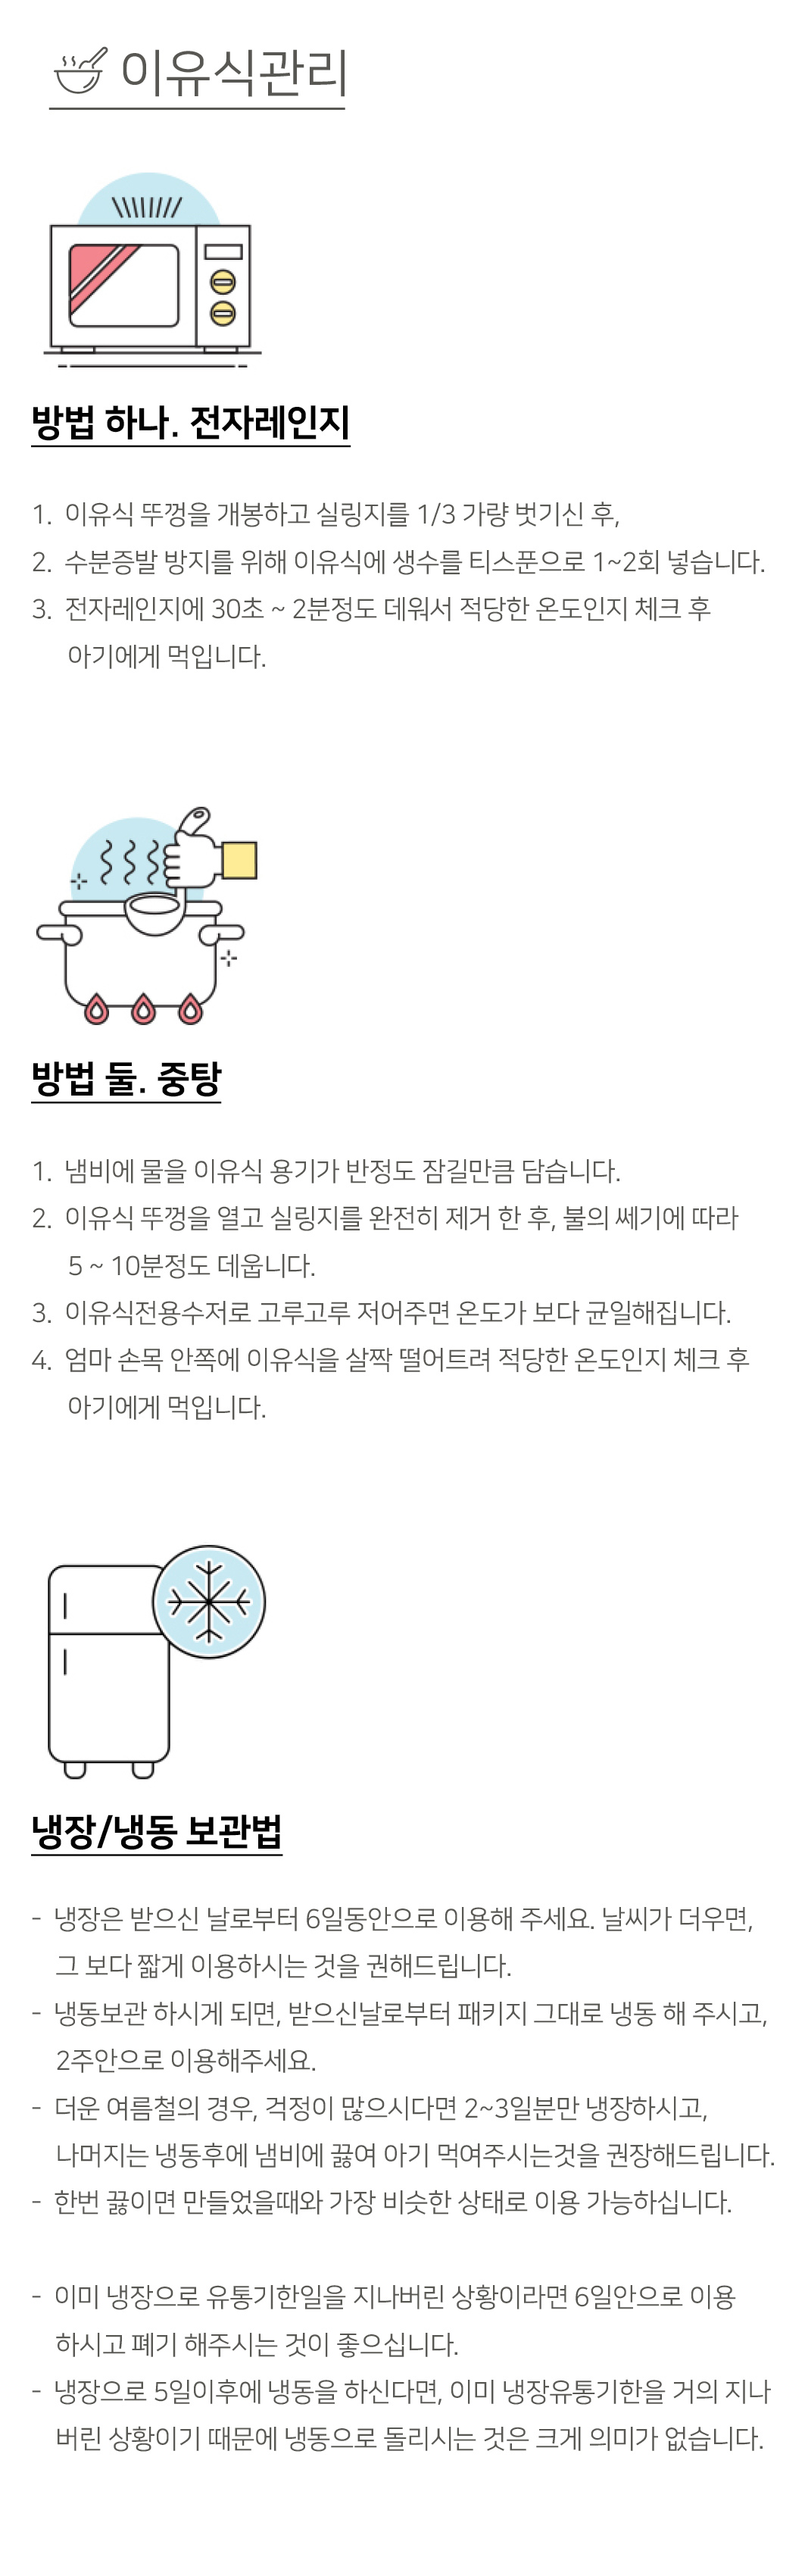 이유식관리
방법 하나. 전자레인지
1. 이유식 뚜껑을 개봉하고 실링지를 1/3 가량 벗기신 후,
2. 수분증발 방지를 위해 이유식에 생수를 티스푼으로 1~2회 넣습니다.
3. 전자레인지에 30초 ~ 2분정도 데워서 적당한 온도인지 체크 후
아기에게 먹입니다.
방법 둘. 중탕
1. 냄비에 물을 이유식 용기가 반정도 잠길만큼 담습니다.
2. 이유식 뚜껑을 열고 실링지를 완전히 제거 한 후, 불의 쎄기에 따라
5 ~ 10분정도 데웁니다.
3. 이유식전용수저로 고루고루 저어주면 온도가 보다 균일해집니다.
4. 엄마 손목 안쪽에 이유식을 살짝 떨어트려 적당한 온도인지 체크 후
아기에게 먹입니다.
냉장/냉동 보관법
- 냉장은 받으신 날로부터 6일동안으로 이용해 주세요. 날씨가 더우면,
그 보다 짧게 이용하시는 것을 권해드립니다.
- 냉동보관 하시게 되면, 받으신날로부터 패키지 그대로 냉동 해 주시고,
2주안으로 이용해주세요.
- 더운 여름철의 경우, 걱정이 많으시다면 2~3일분만 냉장하시고,
나머지는 냉동후에 냄비에 끓여 아기 먹여주시는것을 권장해드립니다.
- 한번 끓이면 만들었을때와 가장 비슷한 상태로 이용 가능하십니다.
- 이미 냉장으로 유통기한일을 지나버린 상황이라면 6일안으로 이용
하시고 폐기 해주시는 것이 좋으십니다.
- 냉장으로 5일이후에 냉동을 하신다면, 이미 냉장유통기한을 거의 지나
버린 상황이기 때문에 냉동으로 돌리시는 것은 크게 의미가 없습니다.